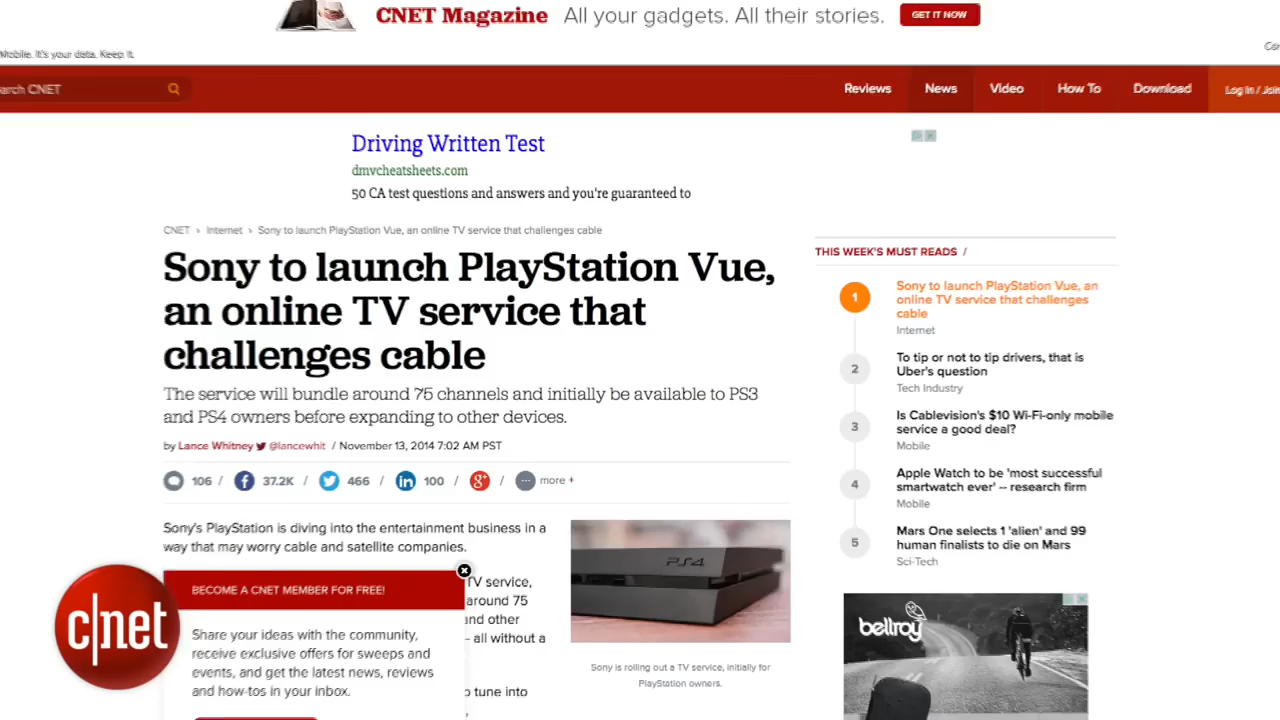 CNET Magazine All your gadgets. All their stories. GET IT NOW
Mobile. It's your data. Keep It.
arch CNET
Reviews News Video How To Download Log In / Join
Driving Written Test
dmvcheatsheets.com
50 CA test questions and answers and you're guaranteed to
CNET › Internet › Sony to launch PlayStation Vue, an online TV service that challenges cable
Sony to launch PlayStation Vue,
an online TV service that
challenges cable
The service will bundle around 75 channels and initially be available to PS3
and PS4 owners before expanding to other devices.
by Lance Whitney @lancewhit / November 13, 2014 7:02 AM PST
106 / 37.2K / 466 / in 100 / g+ / more +
Sony's PlayStation is diving into the entertainment business in a
way that may worry cable and satellite companies.
TV service,
around 75
and other
- all without a
o tune into
PS4
Sony is rolling out a TV service, initially for
PlayStation owners.
BECOME A CNET MEMBER FOR FREE!
Share your ideas with the community,
receive exclusive offers for sweeps and
events, and get the latest news, reviews
and how-tos in your inbox.
c|net
THIS WEEK'S MUST READS /
1
Sony to launch PlayStation Vue, an
online TV service that challenges
cable
Internet
2
To tip or not to tip drivers, that is
Uber's question
Tech Industry
3
Is Cablevision's $10 Wi-Fi-only mobile
service a good deal?
Mobile
4
Apple Watch to be 'most successful
smartwatch ever' -- research firm
Mobile
5
Mars One selects 1 'alien' and 99
human finalists to die on Mars
Sci-Tech
bellroy